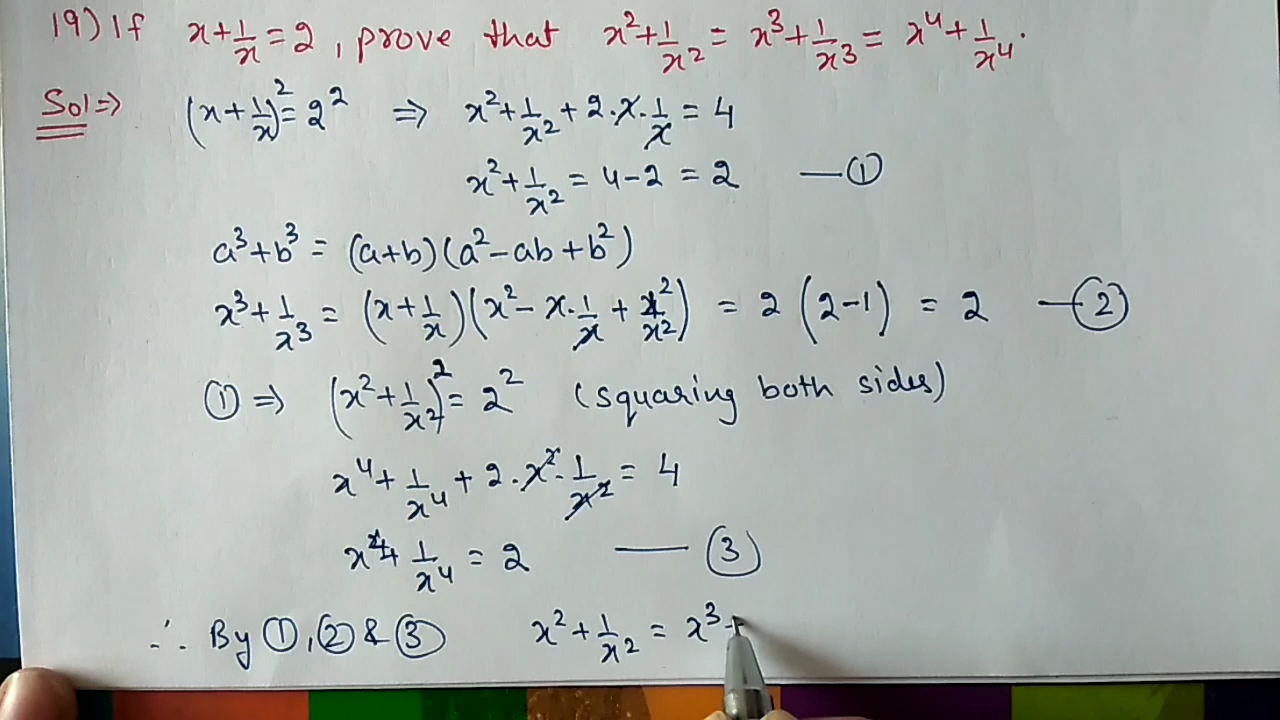 19) If x + 1/x = 2, prove that x² + 1/x² = x³ + 1/x³ = x⁴ + 1/x⁴.
Sol ⇒ (x + 1/x)² = 2² ⇒ x² + 1/x² + 2·x·1/x = 4
x² + 1/x² = 4 - 2 = 2 — ①
a³ + b³ = (a+b)(a² - ab + b²)
x³ + 1/x³ = (x + 1/x)(x² - x·1/x + 1²/x²) = 2(2-1) = 2 — ②
① ⇒ (x² + 1/x²)² = 2² (squaring both sides)
x⁴ + 1/x⁴ + 2·x²·1/x² = 4
x⁴ + 1/x⁴ = 2 — ③
∴ By ①, ② & ③ x² + 1/x² = x³ +